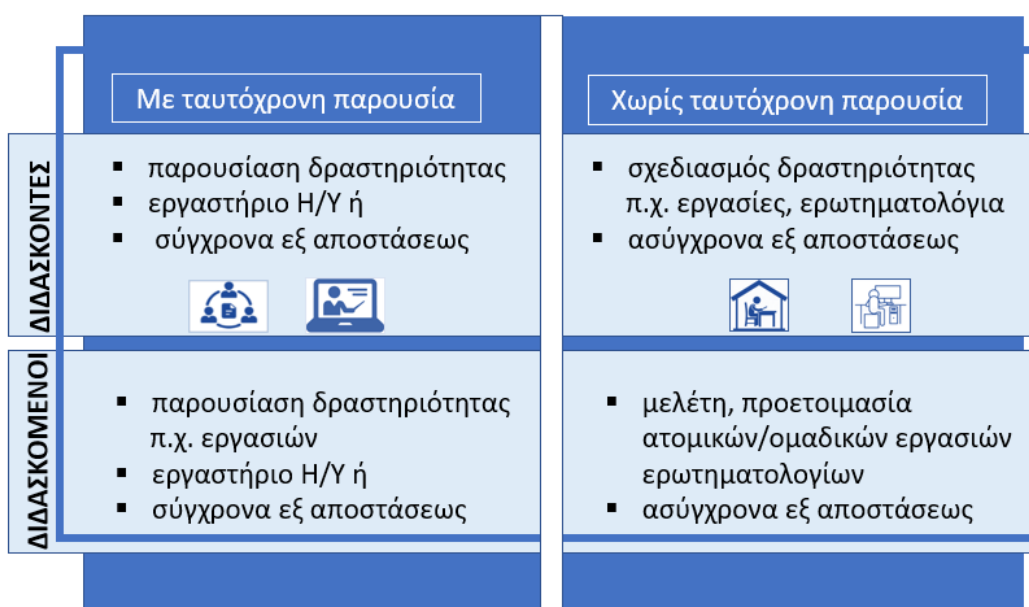 Με ταυτόχρονη παρουσία
Χωρίς ταυτόχρονη παρουσία
ΔΙΔΑΣΚΟΝΤΕΣ
▪ παρουσίαση δραστηριότητας
▪ εργαστήριο Η/Υ ή
▪ σύγχρονα εξ αποστάσεως
▪ σχεδιασμός δραστηριότητας
π.χ. εργασίες, ερωτηματολόγια
▪ ασύγχρονα εξ αποστάσεως
ΔΙΔΑΣΚΟΜΕΝΟΙ
▪ παρουσίαση δραστηριότητας
π.χ. εργασιών
▪ εργαστήριο Η/Υ ή
▪ σύγχρονα εξ αποστάσεως
▪ μελέτη, προετοιμασία
ατομικών/ομαδικών εργασιών
ερωτηματολογίων
▪ ασύγχρονα εξ αποστάσεως